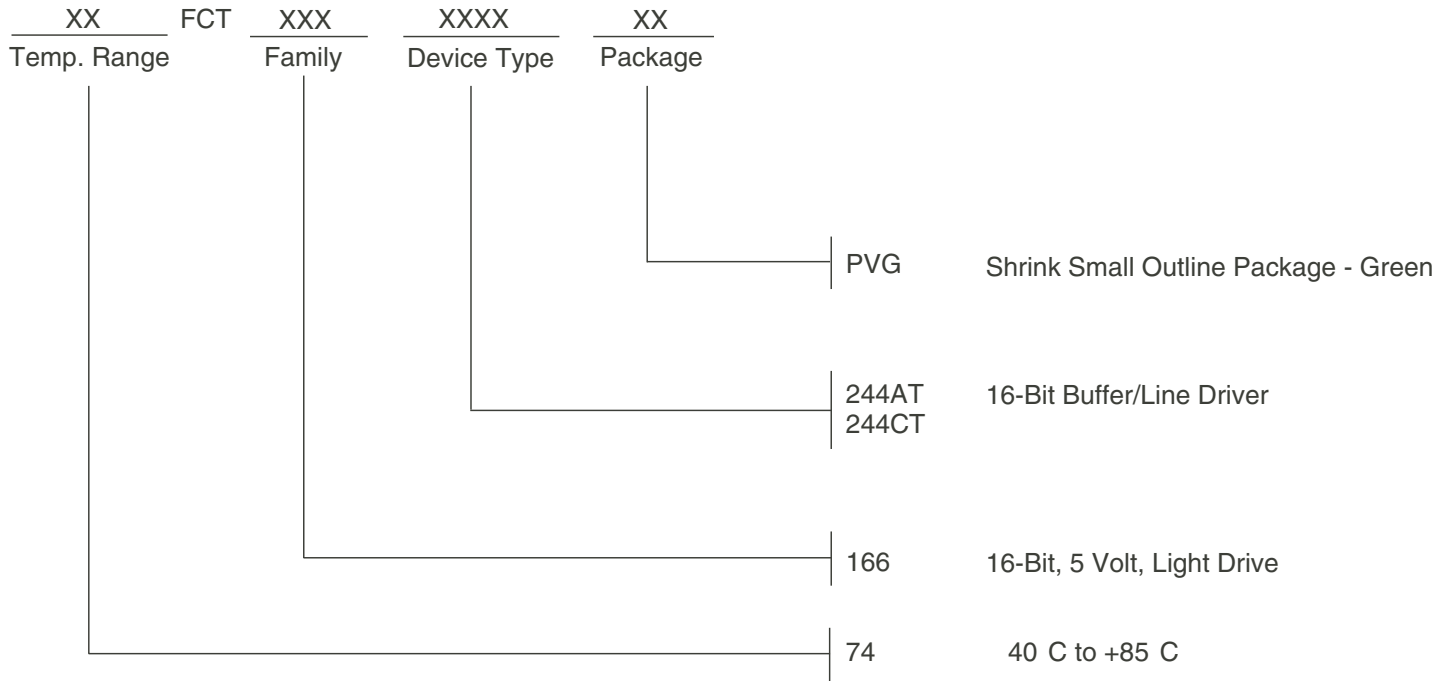 XX FCT XXX XXXX XX
Temp. Range Family Device Type Package
PVG Shrink Small Outline Package - Green
244AT 16-Bit Buffer/Line Driver
244CT
166 16-Bit, 5 Volt, Light Drive
74 40 C to +85 C